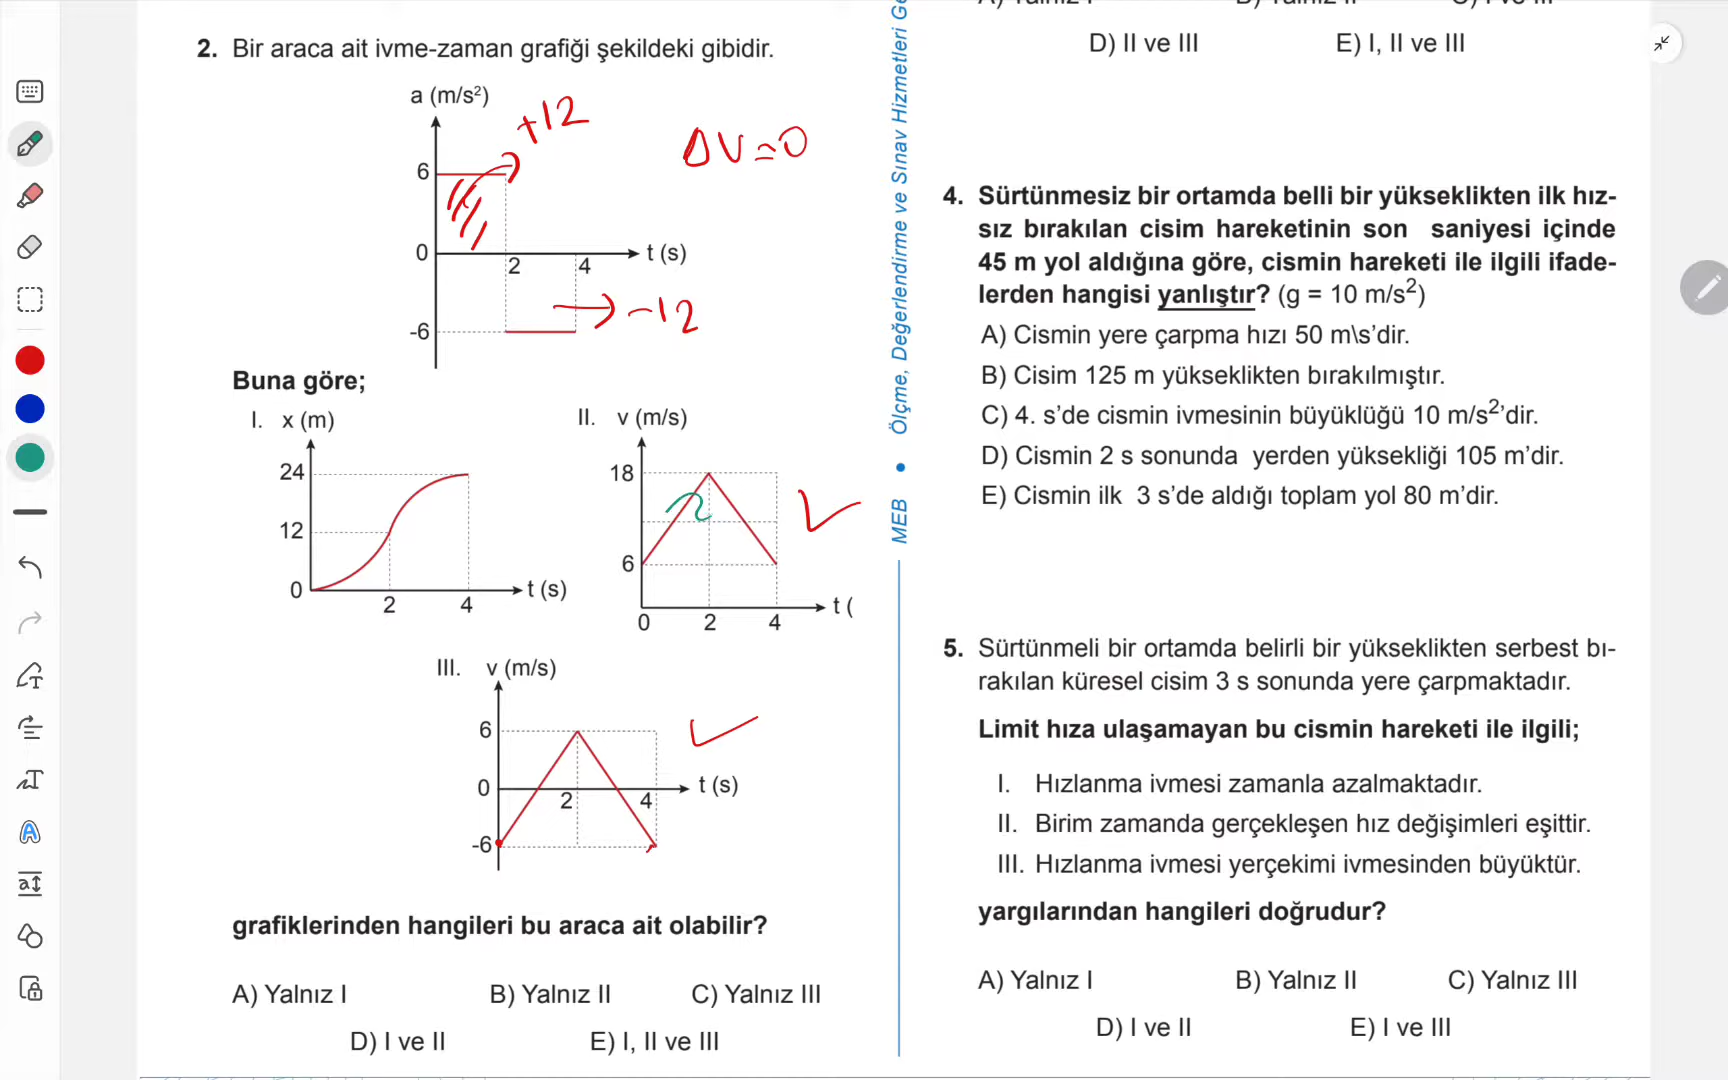 2. Bir araca ait ivme-zaman grafiği şekildeki gibidir.
a (m/s²)
+12
ΔV=0
6
0
2
4
t (s)
-6
-12
Buna göre;
I. x (m)
24
12
0
2
4
t (s)
II. v (m/s)
18
6
0
2
4
t (
III. v (m/s)
6
0
2
4
t (s)
-6
grafiklerinden hangileri bu araca ait olabilir?
A) Yalnız I
B) Yalnız II
C) Yalnız III
D) I ve II
E) I, II ve III
MEB • Ölçme, Değerlendirme ve Sınav Hizmetleri Ge
D) II ve III
E) I, II ve III
4. Sürtünmesiz bir ortamda belli bir yükseklikten ilk hız-
sız bırakılan cisim hareketinin son saniyesi içinde
45 m yol aldığına göre, cismin hareketi ile ilgili ifade-
lerden hangisi yanlıştır? (g = 10 m/s²)
A) Cismin yere çarpma hızı 50 m\s'dir.
B) Cisim 125 m yükseklikten bırakılmıştır.
C) 4. s'de cismin ivmesinin büyüklüğü 10 m/s²'dir.
D) Cismin 2 s sonunda yerden yüksekliği 105 m'dir.
E) Cismin ilk 3 s'de aldığı toplam yol 80 m'dir.
5. Sürtünmeli bir ortamda belirli bir yükseklikten serbest bı-
rakılan küresel cisim 3 s sonunda yere çarpmaktadır.
Limit hıza ulaşamayan bu cismin hareketi ile ilgili;
I. Hızlanma ivmesi zamanla azalmaktadır.
II. Birim zamanda gerçekleşen hız değişimleri eşittir.
III. Hızlanma ivmesi yerçekimi ivmesinden büyüktür.
yargılarından hangileri doğrudur?
A) Yalnız I
B) Yalnız II
C) Yalnız III
D) I ve II
E) I ve III